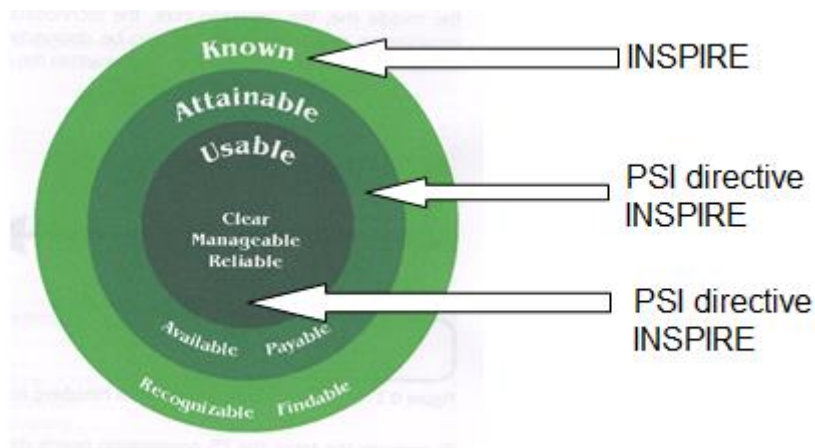 Known
INSPIRE
Attainable
Usable
PSI directive
INSPIRE
Clear
Manageable
Reliable
PSI directive
INSPIRE
Available Payable
Recognizable Findable